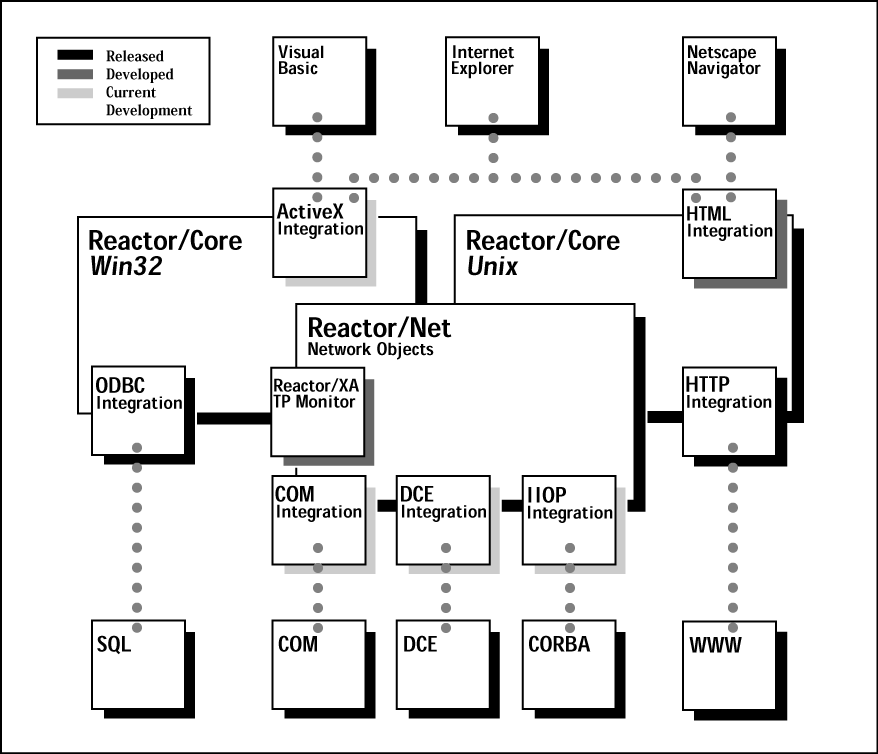 Released
Developed
Current
Development
Visual
Basic
Internet
Explorer
Netscape
Navigator
ActiveX
Integration
HTML
Integration
Reactor/Core
Win32
Reactor/Core
Unix
Reactor/Net
Network Objects
ODBC
Integration
Reactor/XA
TP Monitor
HTTP
Integration
COM
Integration
DCE
Integration
IIOP
Integration
SQL
COM
DCE
CORBA
WWW